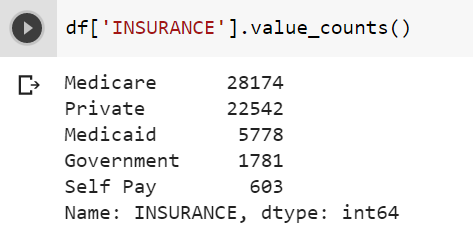 df['INSURANCE'].value_counts()
Medicare      28174
Private       22542
Medicaid       5778
Government     1781
Self Pay        603
Name: INSURANCE, dtype: int64